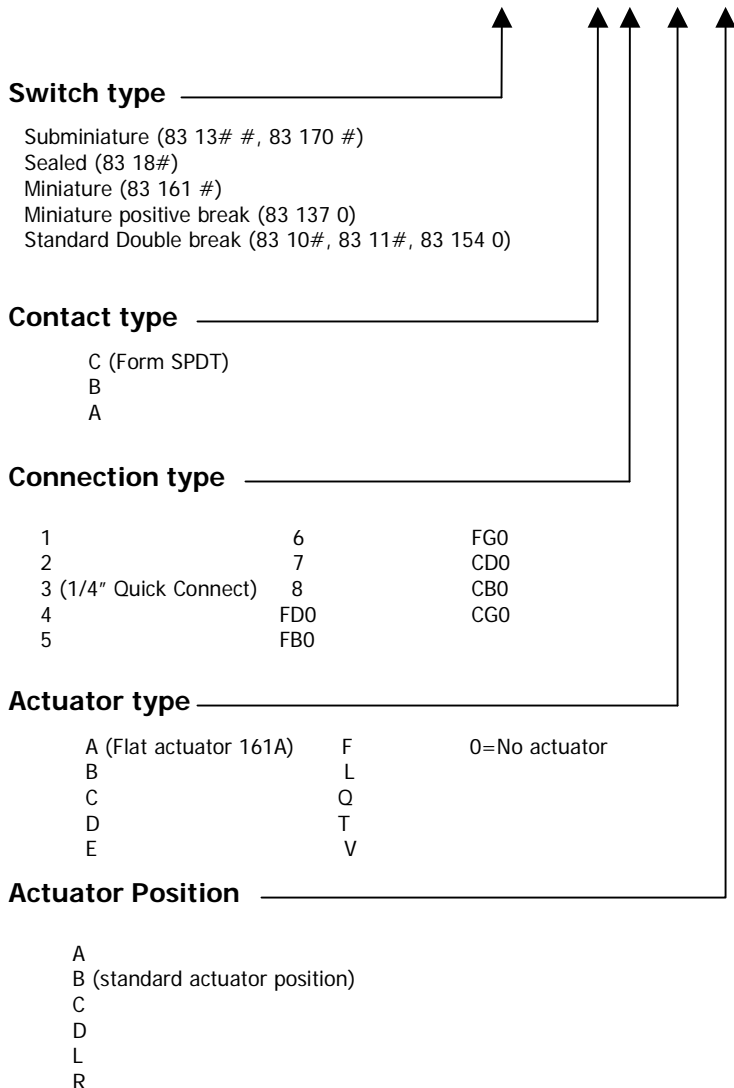 Switch type
Subminiature (83 13# #, 83 170 #)
Sealed (83 18#)
Miniature (83 161 #)
Miniature positive break (83 137 0)
Standard Double break (83 10#, 83 11#, 83 154 0)
Contact type
C (Form SPDT)
B
A
Connection type
1 6 FG0
2 7 CD0
3 (1/4″ Quick Connect) 8 CB0
4 FD0 CG0
5 FB0
Actuator type
A (Flat actuator 161A) F 0=No actuator
B L
C Q
D T
E V
Actuator Position
A
B (standard actuator position)
C
D
L
R